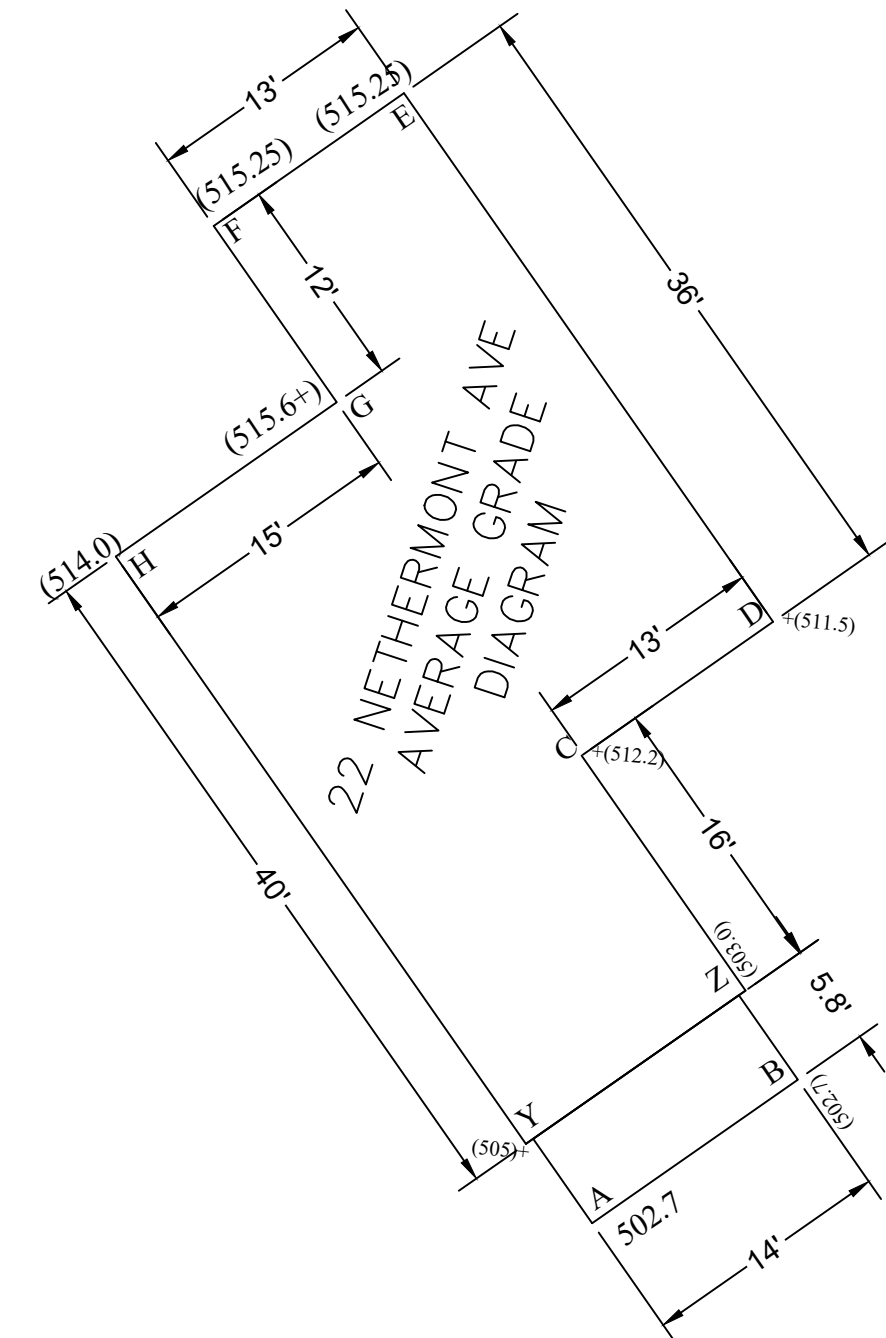 13'
(515.25)
E
(515.25)
F
36'
12'
(515.6+)
G
15'
(514.0)
H
22 NETHERMONT AVE
AVERAGE GRADE
DIAGRAM
13'
D
+(511.5)
C
+(512.2)
16'
40'
(503.0)
Z
5.8'
B
(502.7)
Y
(505)+
A
502.7
14'